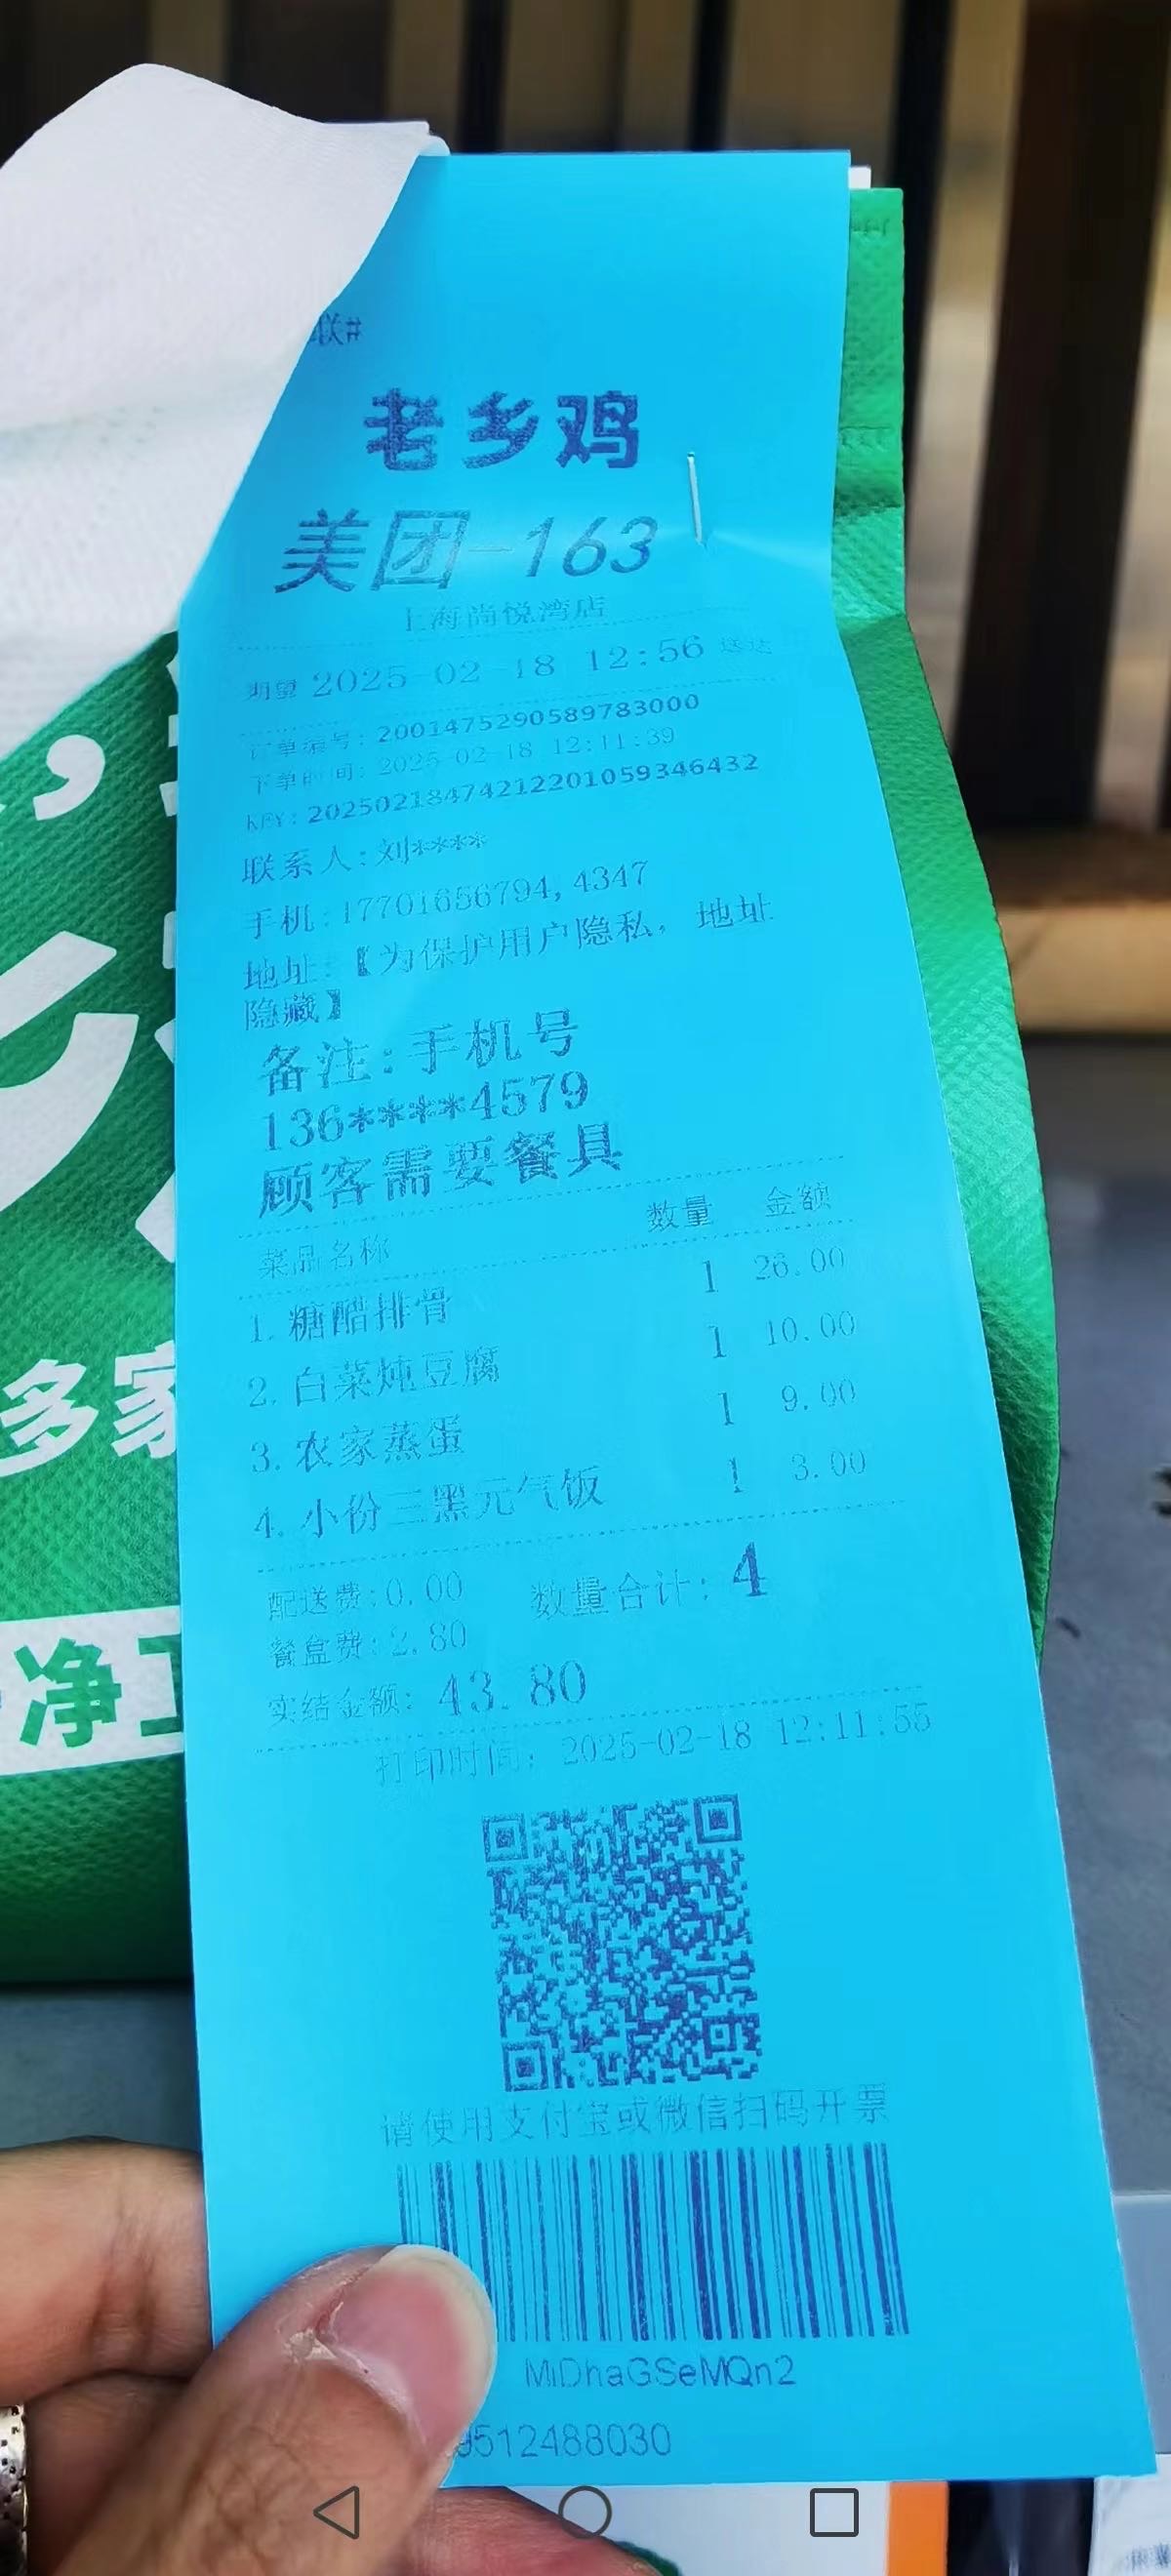 老乡鸡
美团-163
上海尚悦湾店
期望 2025-02-18 12:56 送达
订单编号: 2001475290589783000
下单时间: 2025-02-18 12:11:39
KEY: 20250218474212201059346432
联系人: 刘****
手机: 17701656794, 4347
地址: 【为保护用户隐私, 地址
隐藏】
备注: 手机号
136****4579
顾客需要餐具
菜品名称 数量 金额
1. 糖醋排骨 1 26.00
2. 白菜炖豆腐 1 10.00
3. 农家蒸蛋 1 9.00
4. 小份三黑元气饭 1 3.00
配送费: 0.00 数量合计: 4
餐盒费: 2.80
实结金额: 43.80
打印时间: 2025-02-18 12:11:55
请使用支付宝或微信扫码开票
MiDhaGSeMQn2
9512488030
多家
净